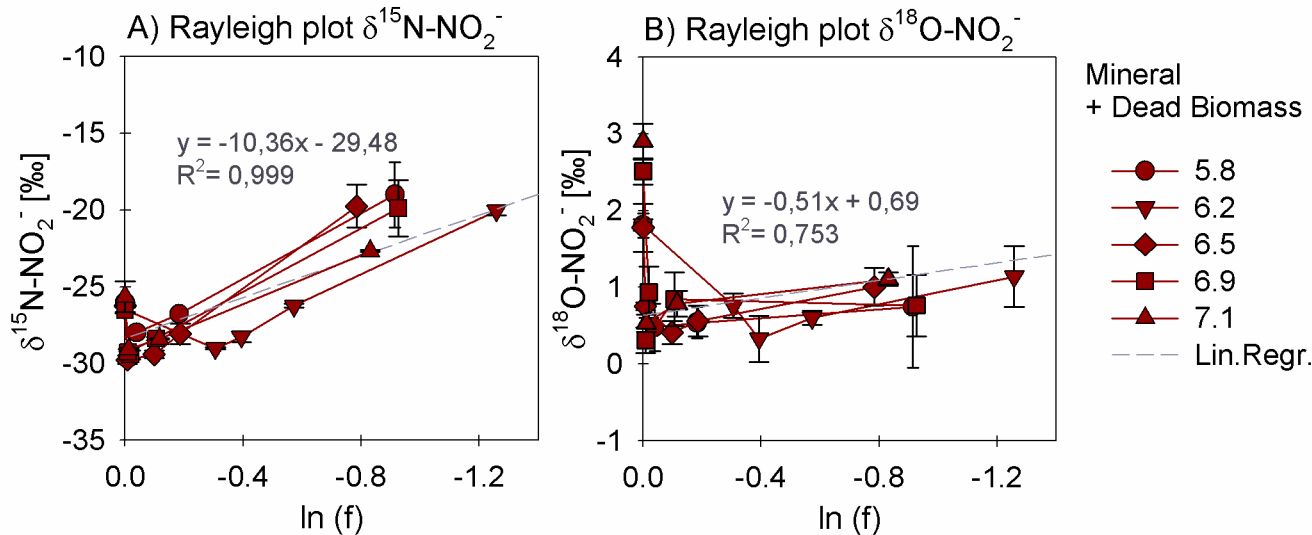 A) Rayleigh plot δ¹⁵N-NO₂⁻
-10
-15
-20
-25
-30
-35
δ¹⁵N-NO₂⁻ [‰]
y = -10,36x - 29,48
R²= 0,999
0.0 -0.4 -0.8 -1.2
ln (f)
B) Rayleigh plot δ¹⁸O-NO₂⁻
4
3
2
1
0
-1
δ¹⁸O-NO₂⁻ [‰]
y = -0,51x + 0,69
R²= 0,753
0.0 -0.4 -0.8 -1.2
ln (f)
Mineral
+ Dead Biomass
5.8
6.2
6.5
6.9
7.1
Lin.Regr.